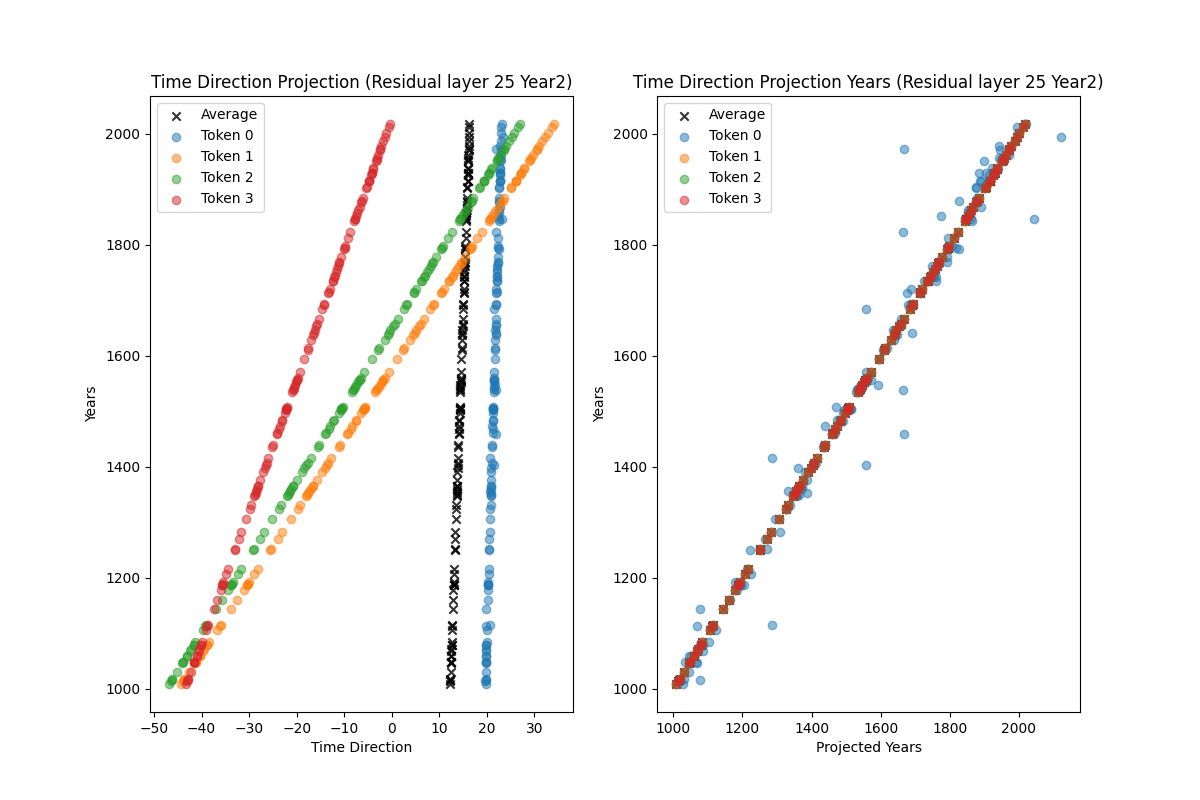 Time Direction Projection (Residual layer 25 Year2)
Average
Token 0
Token 1
Token 2
Token 3
2000
1800
1600
1400
1200
1000
Years
−50 −40 −30 −20 −10 0 10 20 30
Time Direction
Time Direction Projection Years (Residual layer 25 Year2)
Average
Token 0
Token 1
Token 2
Token 3
2000
1800
1600
1400
1200
1000
Years
1000 1200 1400 1600 1800 2000
Projected Years